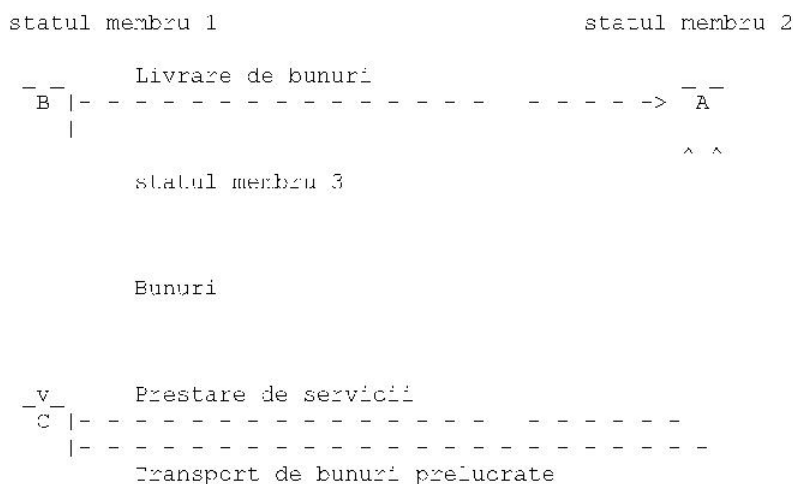 statul membru 1 statul membru 2
Livrare de bunuri
B |- - - - - - - - - - - - - - - - - - - - -> A
|
^ ^
statul membru 3
Bunuri
v Prestare de servicii
C |- - - - - - - - - - - - - - - - - - - - - -
|- - - - - - - - - - - - - - - - - - - - - - -
Transport de bunuri prelucrate